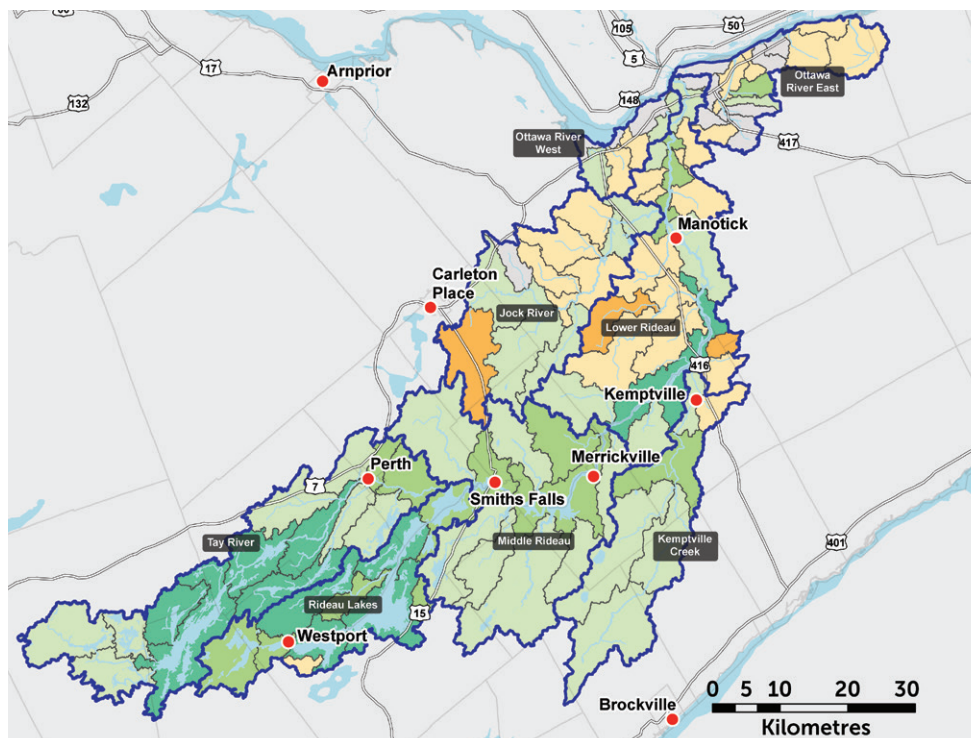 105
50
5
17
Arnprior
148
132
Ottawa
River East
Ottawa River
West
417
Manotick
Carleton
Place
Jock River
Lower Rideau
416
Kemptville
Perth
7
Merrickville
Smiths Falls
Tay River
Middle Rideau
Kemptville
Creek
401
Rideau Lakes
15
Westport
Brockville
0 5 10 20 30
Kilometres